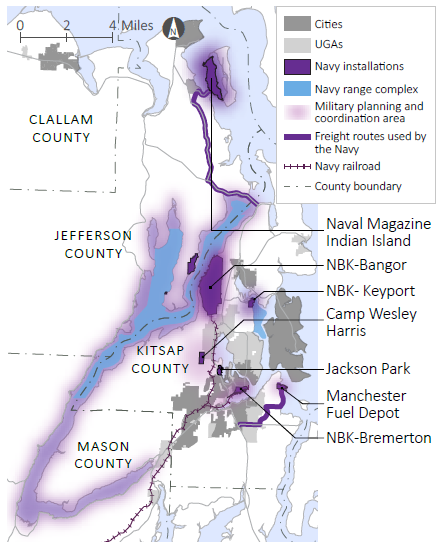 0 2 4 Miles
N
Cities
UGAs
Navy installations
Navy range complex
Military planning and
coordination area
Freight routes used by
the Navy
Navy railroad
County boundary
CLALLAM
COUNTY
JEFFERSON
COUNTY
KITSAP
COUNTY
MASON
COUNTY
Naval Magazine
Indian Island
NBK-Bangor
NBK- Keyport
Camp Wesley
Harris
Jackson Park
Manchester
Fuel Depot
NBK-Bremerton